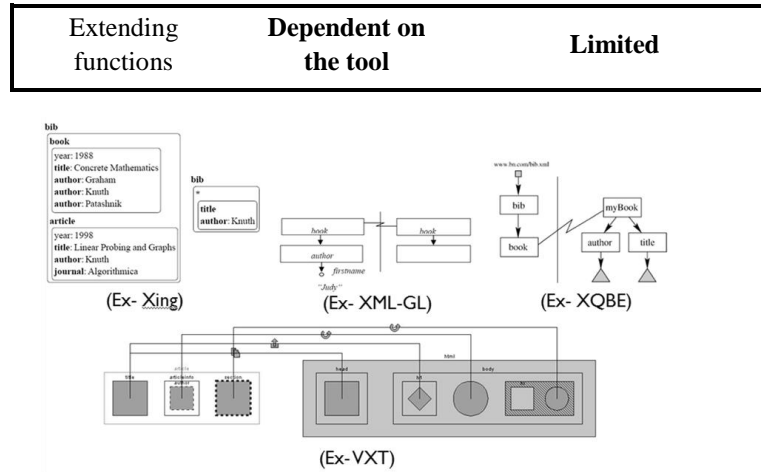 Extending functions
Dependent on the tool
Limited
bib
book
year: 1988
title: Concrete Mathematics
author: Graham
author: Knuth
author: Patashnik
article
year: 1998
title: Linear Probing and Graphs
author: Knuth
journal: Algorithmica
bib
*
title
author: Knuth
(Ex- Xing)
book
author
firstname
"Judy"
book
(Ex- XML-GL)
www.bn.com/bib.xml
bib
book
myBook
author
title
(Ex- XQBE)
article
title
author
section
html
head
body
(Ex-VXT)